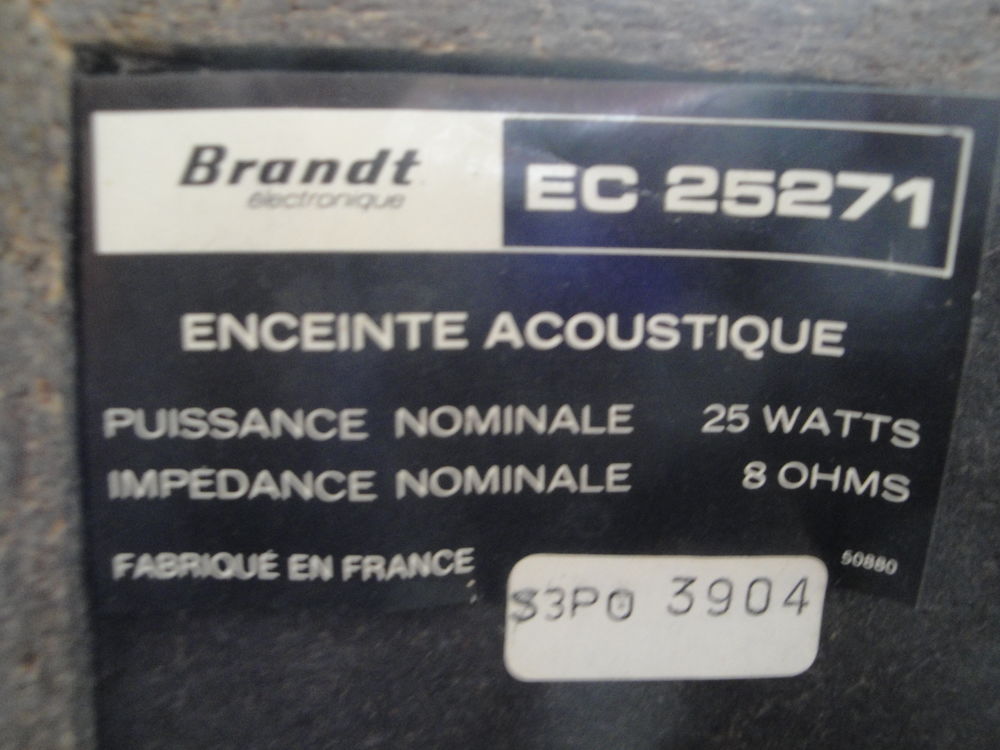 Brandt
électronique
EC 25271
ENCEINTE ACOUSTIQUE
PUISSANCE NOMINALE 25 WATTS
IMPÉDANCE NOMINALE 8 OHMS
FABRIQUÉ EN FRANCE
50880
S3P0 3904